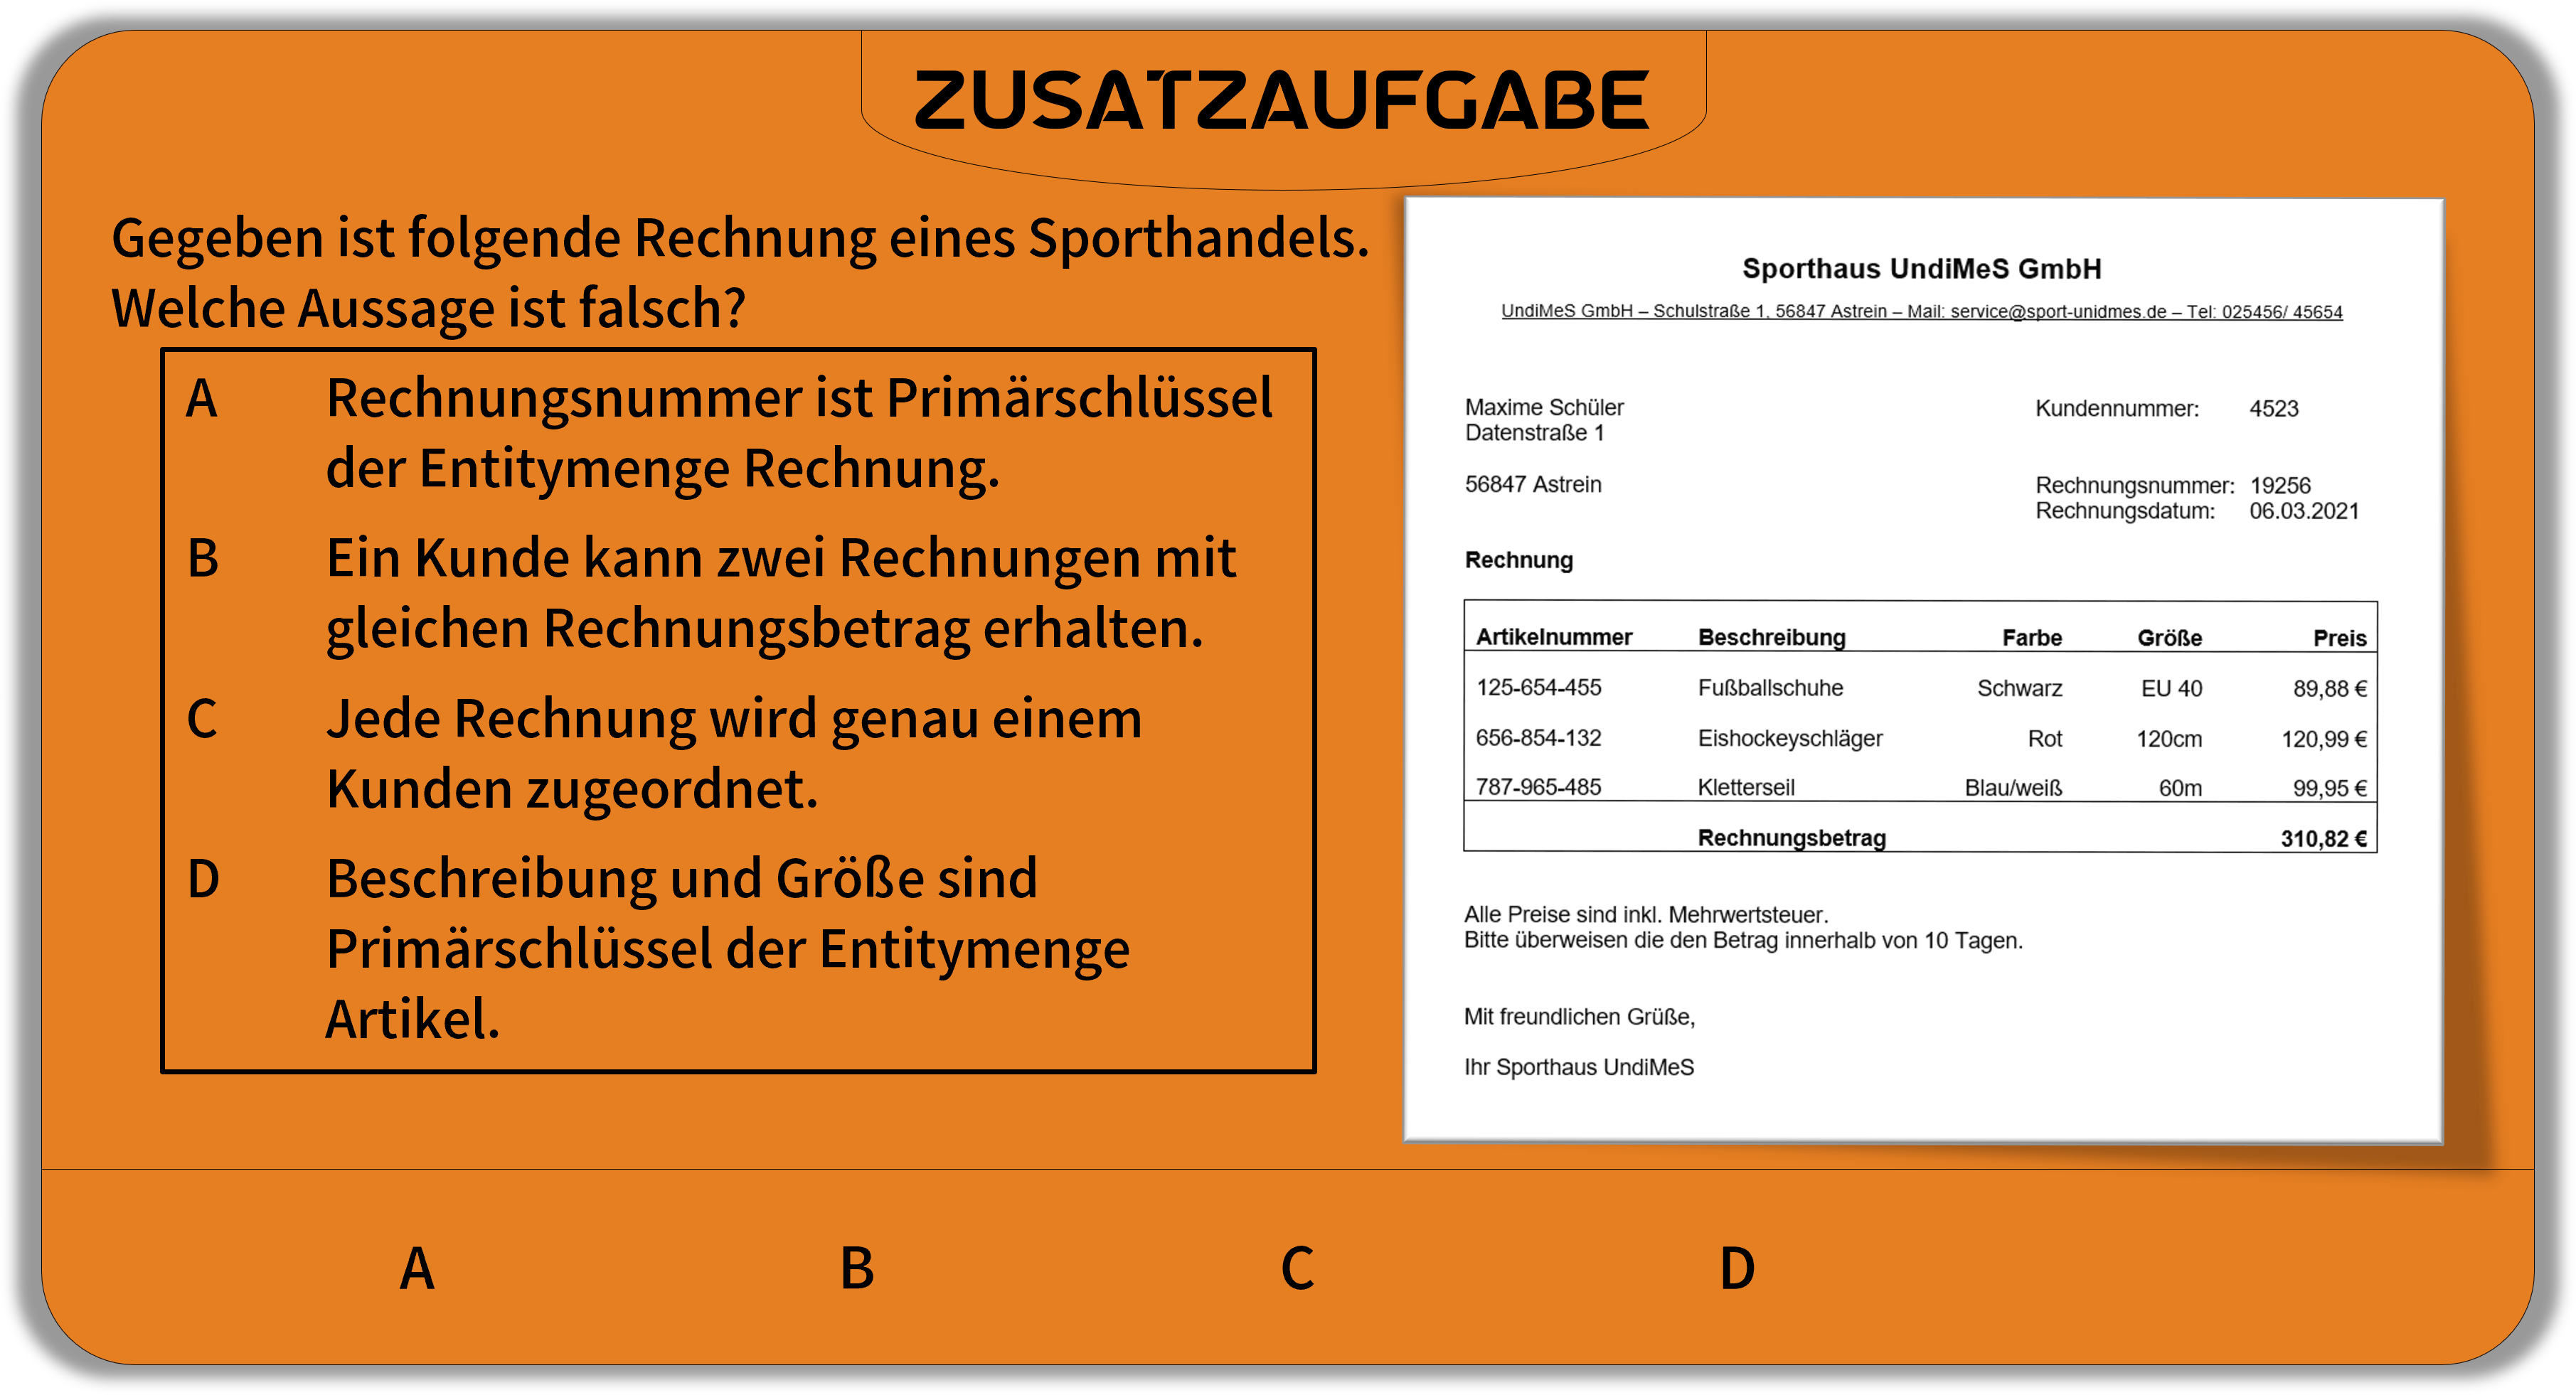 ZUSATZAUFGABE
Gegeben ist folgende Rechnung eines Sporthandels.
Welche Aussage ist falsch?
A Rechnungsnummer ist Primärschlüssel
der Entitymenge Rechnung.
B Ein Kunde kann zwei Rechnungen mit
gleichen Rechnungsbetrag erhalten.
C Jede Rechnung wird genau einem
Kunden zugeordnet.
D Beschreibung und Größe sind
Primärschlüssel der Entitymenge
Artikel.
Sporthaus UndiMeS GmbH
UndiMeS GmbH – Schulstraße 1, 56847 Astrein – Mail: service@sport-unidmes.de – Tel: 025456/ 45654
Maxime Schüler Kundennummer: 4523
Datenstraße 1
56847 Astrein Rechnungsnummer: 19256
Rechnungsdatum: 06.03.2021
Rechnung
Artikelnummer Beschreibung Farbe Größe Preis
125-654-455 Fußballschuhe Schwarz EU 40 89,88 €
656-854-132 Eishockeyschläger Rot 120cm 120,99 €
787-965-485 Kletterseil Blau/weiß 60m 99,95 €
Rechnungsbetrag 310,82 €
Alle Preise sind inkl. Mehrwertsteuer.
Bitte überweisen die den Betrag innerhalb von 10 Tagen.
Mit freundlichen Grüße,
Ihr Sporthaus UndiMeS
A B C D